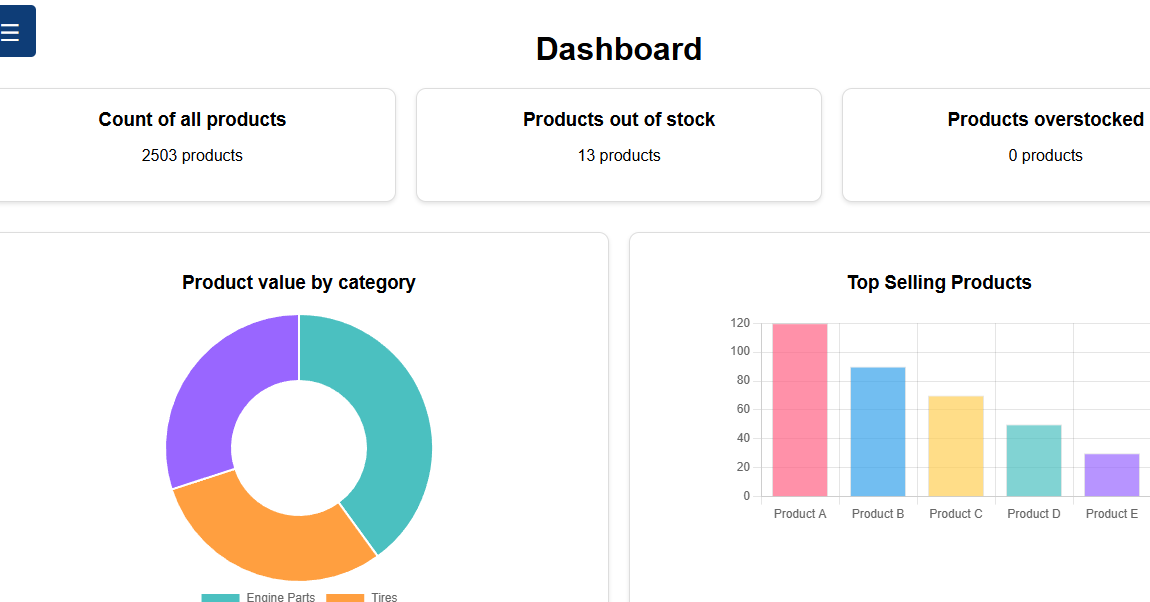 Dashboard
Count of all products
2503 products
Products out of stock
13 products
Products overstocked
0 products
Product value by category
Engine Parts
Tires
Top Selling Products
120
100
80
60
40
20
0
Product A
Product B
Product C
Product D
Product E